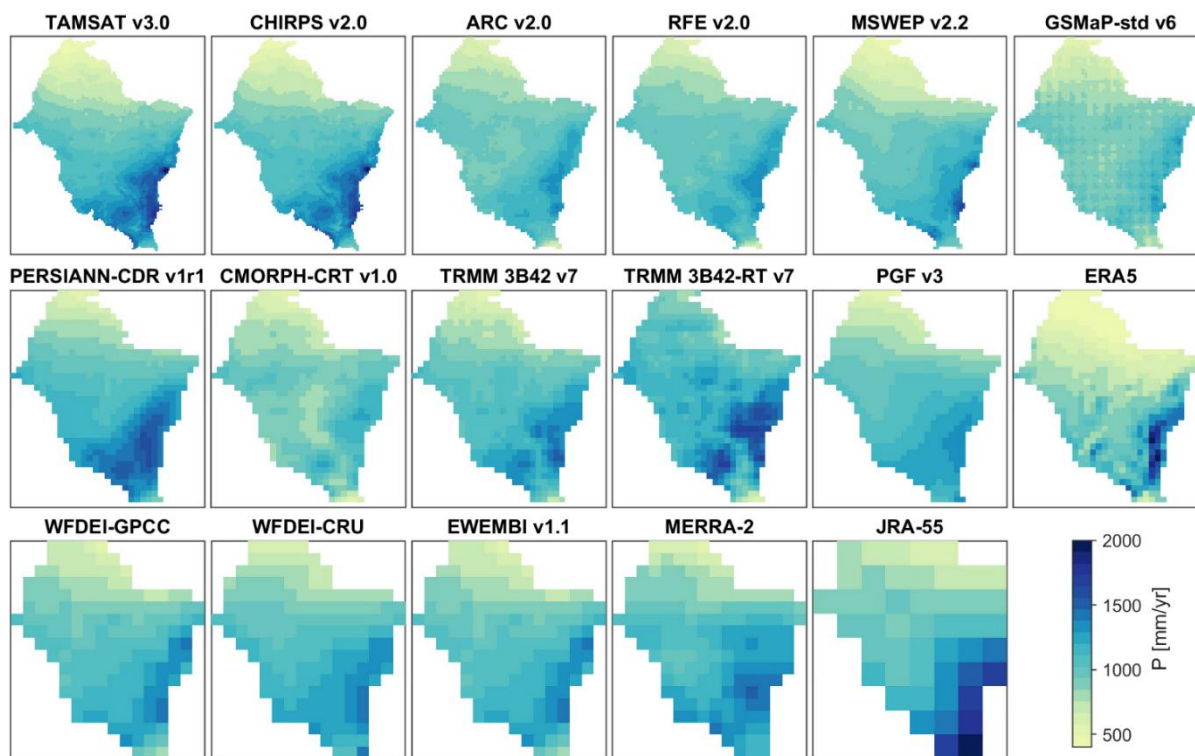 TAMSAT v3.0 CHIRPS v2.0 ARC v2.0 RFE v2.0 MSWEP v2.2 GSMaP-std v6
PERSIANN-CDR v1r1 CMORPH-CRT v1.0 TRMM 3B42 v7 TRMM 3B42-RT v7 PGF v3 ERA5
WFDEI-GPCC WFDEI-CRU EWEMBI v1.1 MERRA-2 JRA-55
2000
1500
1000
500
P [mm/yr]